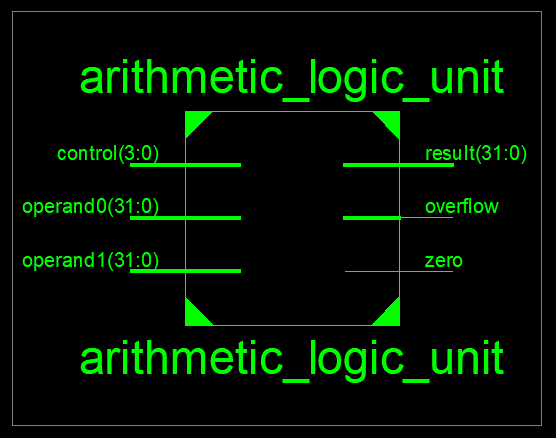 arithmetic_logic_unit
control(3:0)
result(31:0)
operand0(31:0)
overflow
operand1(31:0)
zero
arithmetic_logic_unit